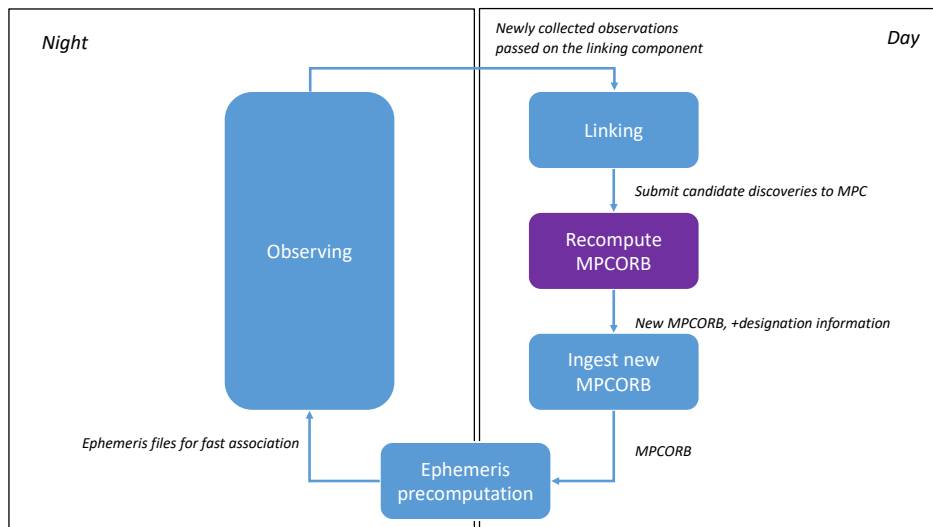 Night
Day
Newly collected observations
passed on the linking component
Linking
Submit candidate discoveries to MPC
Observing
Recompute
MPCORB
New MPCORB, +designation information
Ingest new
MPCORB
Ephemeris files for fast association
MPCORB
Ephemeris
precomputation